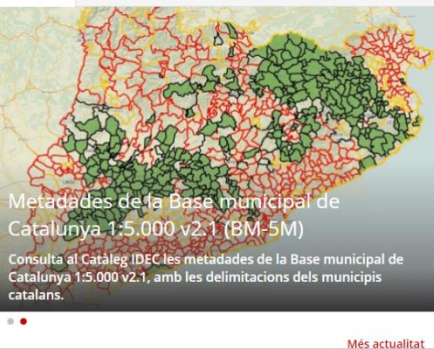 Metadades de la Base municipal de
Catalunya 1:5.000 v2.1 (BM-5M)
Consulta al Catàleg IDEC les metadades de la Base municipal de
Catalunya 1:5.000 v2.1, amb les delimitacions dels municipis
catalans.
Més actualitat